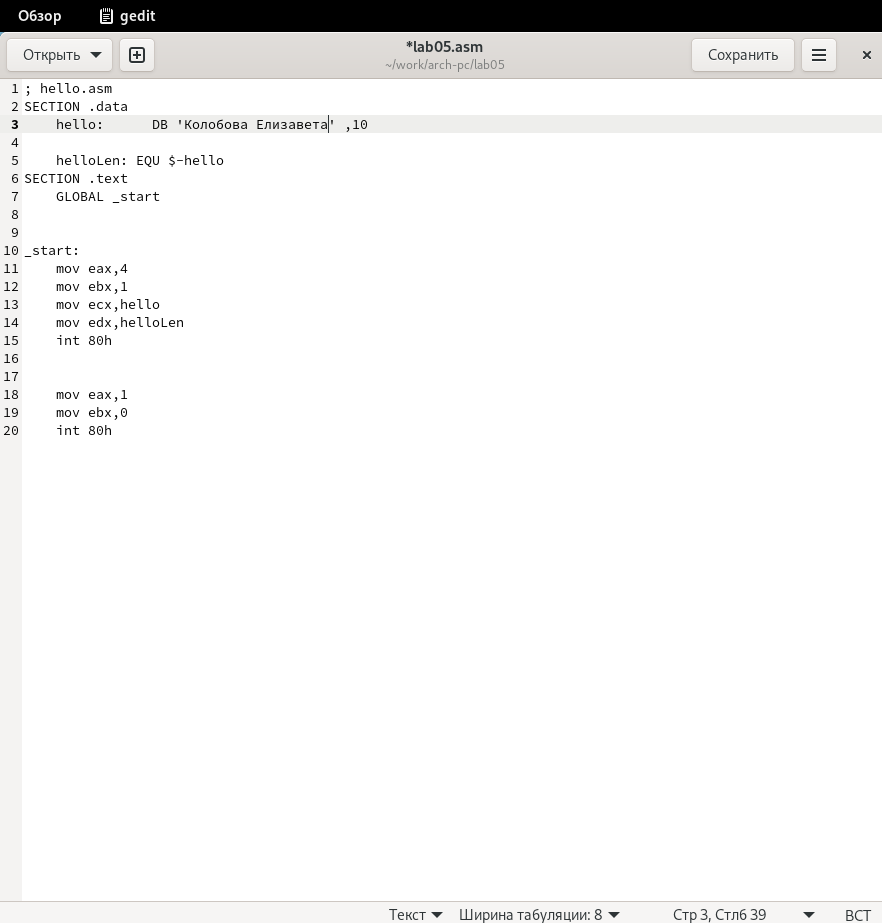 Обзор gedit
Открыть *lab05.asm Сохранить
~/work/arch-pc/lab05
1 ; hello.asm
2 SECTION .data
3 hello: DB 'Колобова Елизавета' ,10
4
5 helloLen: EQU $-hello
6 SECTION .text
7 GLOBAL _start
8
9
10 _start:
11 mov eax,4
12 mov ebx,1
13 mov ecx,hello
14 mov edx,helloLen
15 int 80h
16
17
18 mov eax,1
19 mov ebx,0
20 int 80h
Текст Ширина табуляции: 8 Стр 3, Стлб 39 ВСТ